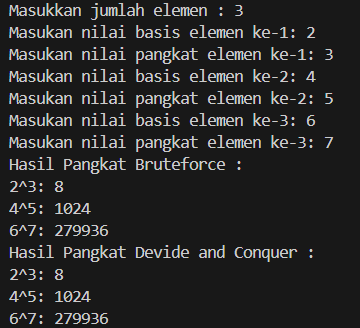 Masukkan jumlah elemen : 3
Masukan nilai basis elemen ke-1: 2
Masukan nilai pangkat elemen ke-1: 3
Masukan nilai basis elemen ke-2: 4
Masukan nilai pangkat elemen ke-2: 5
Masukan nilai basis elemen ke-3: 6
Masukan nilai pangkat elemen ke-3: 7
Hasil Pangkat Bruteforce :
2^3: 8
4^5: 1024
6^7: 279936
Hasil Pangkat Devide and Conquer :
2^3: 8
4^5: 1024
6^7: 279936